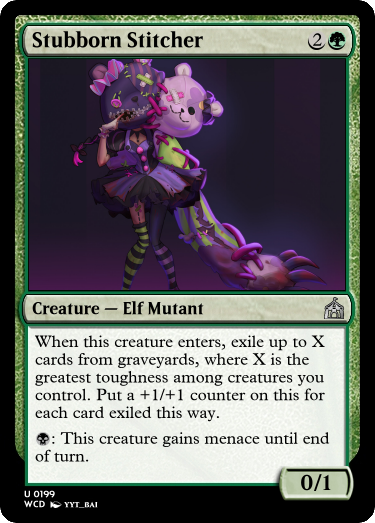 Stubborn Stitcher 2
Creature — Elf Mutant
When this creature enters, exile up to X
cards from graveyards, where X is the
greatest toughness among creatures you
control. Put a +1/+1 counter on this for
each card exiled this way.
: This creature gains menace until end
of turn.
0/1
U 0199
WCD YYT_BAI